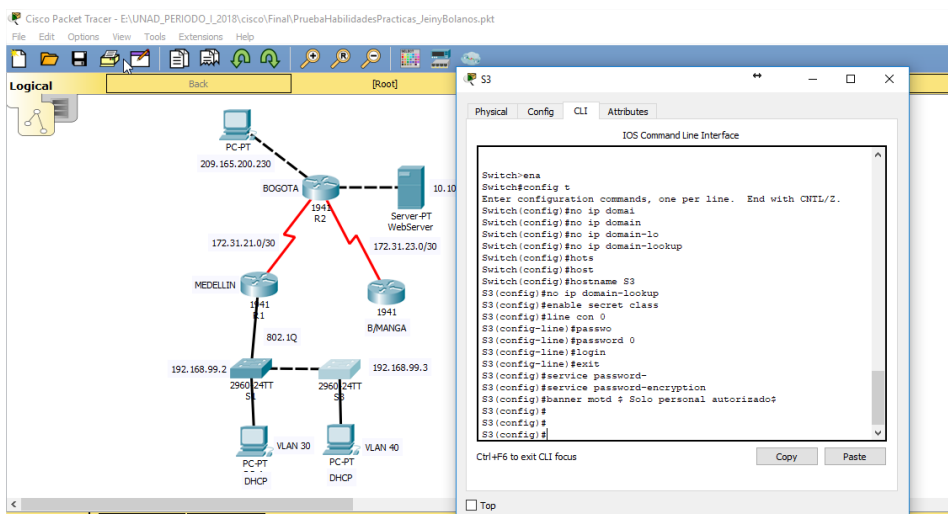 Cisco Packet Tracer - E:\UNAD_PERIODO_I_2018\cisco\Final\PruebaHabilidadesPracticas_JeinyBolanos.pkt
File Edit Options View Tools Extensions Help
Logical
Back
[Root]
PC-PT
209.165.200.230
BOGOTA
1941
R2
10.10
Server-PT
WebServer
172.31.21.0/30
172.31.23.0/30
MEDELLIN
1941
R1
1941
B/MANGA
802.1Q
192.168.99.2
192.168.99.3
2960-24TT
S1
2960-24TT
S3
VLAN 30
VLAN 40
PC-PT
DHCP
PC-PT
DHCP
S3
Physical Config CLI Attributes
IOS Command Line Interface
Switch>ena
Switch#config t
Enter configuration commands, one per line. End with CNTL/Z.
Switch(config)#no ip domai
Switch(config)#no ip domain
Switch(config)#no ip domain-lo
Switch(config)#no ip domain-lookup
Switch(config)#hots
Switch(config)#host
Switch(config)#hostname S3
S3(config)#no ip domain-lookup
S3(config)#enable secret class
S3(config)#line con 0
S3(config-line)#passwo
S3(config-line)#password 0
S3(config-line)#login
S3(config-line)#exit
S3(config)#service password-
S3(config)#service password-encryption
S3(config)#banner motd $ Solo personal autorizado$
S3(config)#
S3(config)#
S3(config)#
Ctrl+F6 to exit CLI focus
Copy
Paste
Top